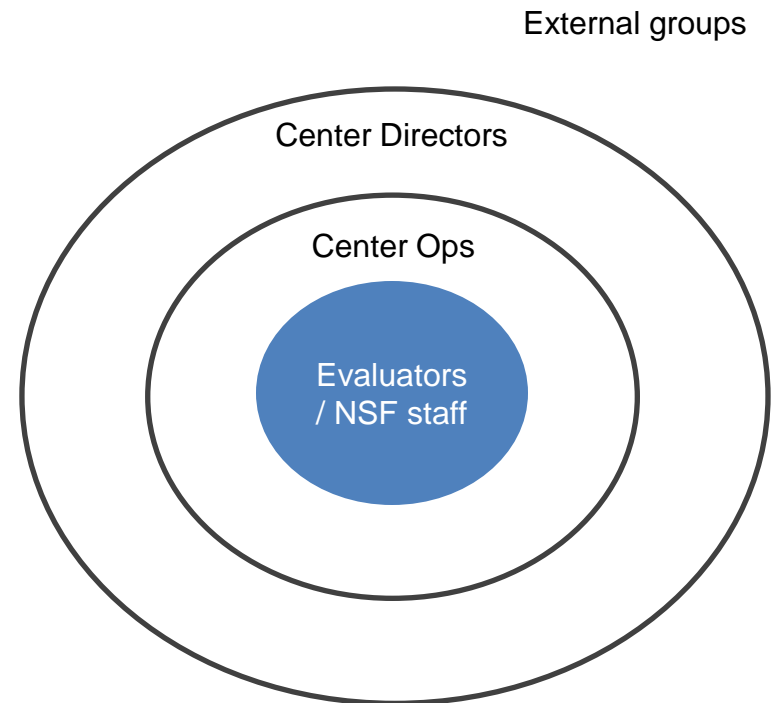 External groups
Center Directors
Center Ops
Evaluators
/ NSF staff